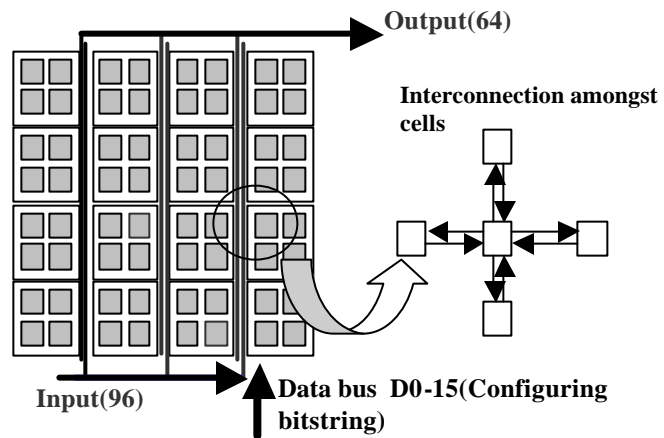 Output(64)
Interconnection amongst
cells
Input(96)
Data bus D0-15(Configuring
bitstring)